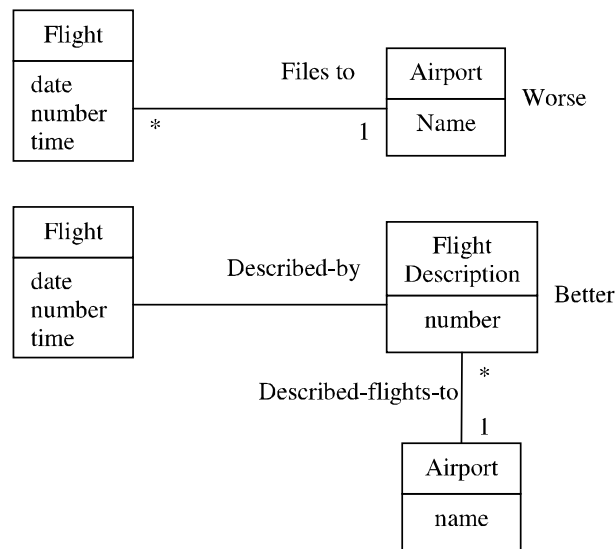 Flight
date
number
time
Files to
*
1
Airport
Name
Worse
Flight
date
number
time
Described-by
Flight
Description
number
Better
Described-flights-to
*
1
Airport
name